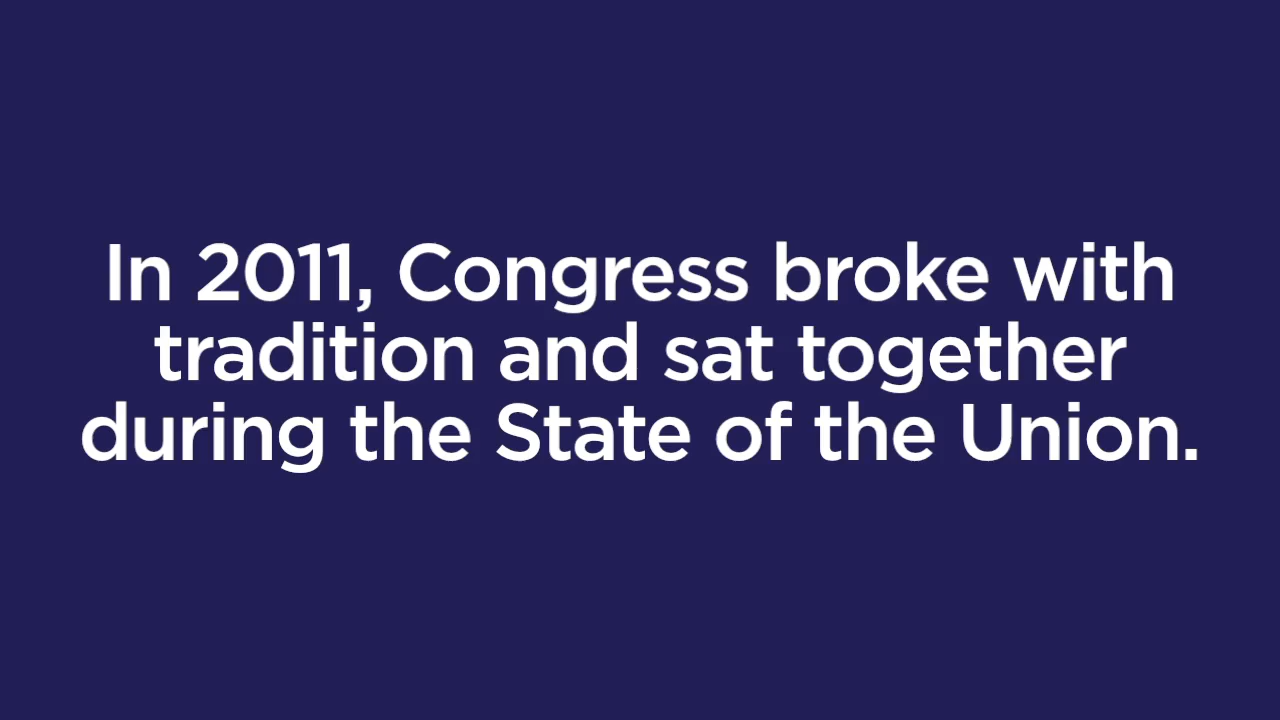 In 2011, Congress broke with
tradition and sat together
during the State of the Union.